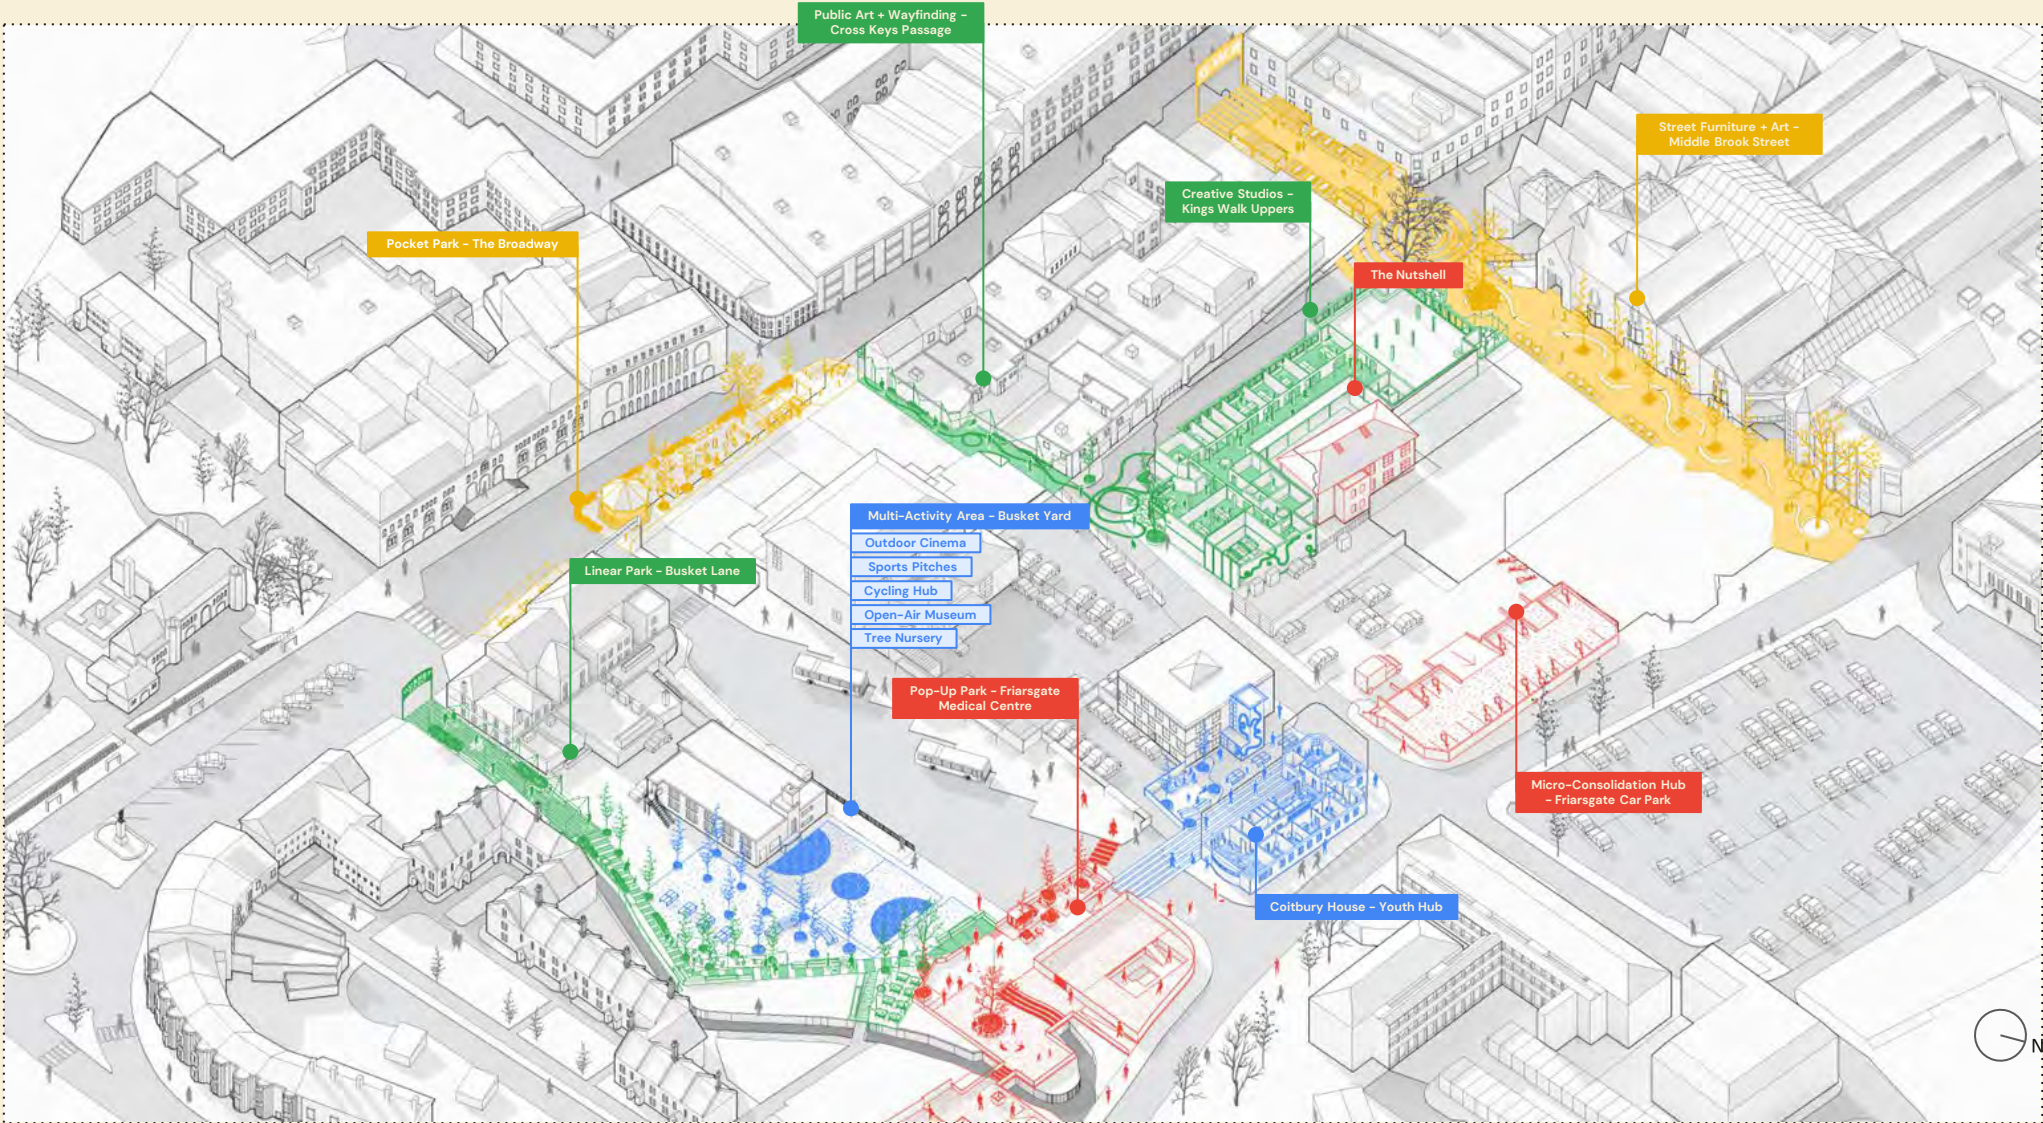 Public Art + Wayfinding –
Cross Keys Passage
Street Furniture + Art –
Middle Brook Street
Creative Studios –
Kings Walk Uppers
Pocket Park – The Broadway
The Nutshell
Multi-Activity Area – Busket Yard
Outdoor Cinema
Sports Pitches
Cycling Hub
Open-Air Museum
Tree Nursery
Linear Park – Busket Lane
Pop-Up Park – Friarsgate
Medical Centre
Micro-Consolidation Hub
– Friarsgate Car Park
Coitbury House – Youth Hub
N